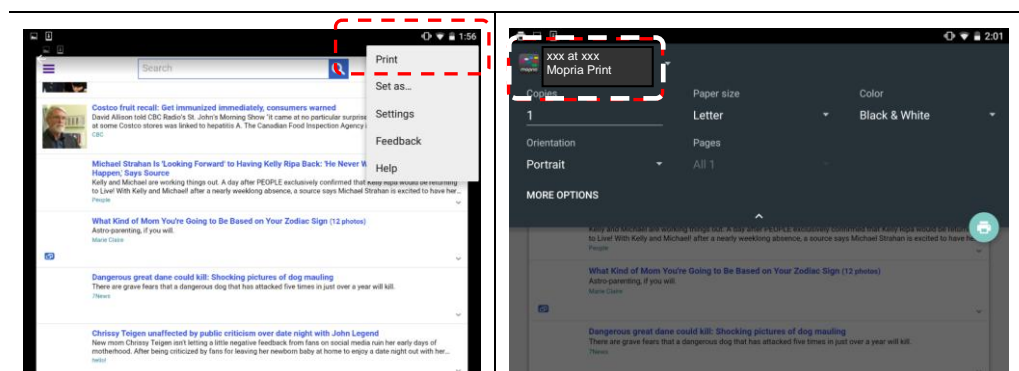 1:56
Search
Print
Set as...
Settings
Feedback
Help
Costco fruit recall: Get immunized immediately, consumers warned
David Allison told CBC Radio's St. John's Morning Show 'it came at no particular surprise
at some Costco stores was linked to hepatitis A. The Canadian Food Inspection Agency
CBC
Michael Strahan Is 'Looking Forward' to Having Kelly Ripa Back: 'He Never W
Happen,' Says Source
Kelly and Michael are working things out. A day after PEOPLE exclusively confirmed that Kelly Ripa would be returning
to Live! With Kelly and Michael! after a nearly weeklong absence, a source says Michael Strahan is excited to have her...
People
What Kind of Mom You're Going to Be Based on Your Zodiac Sign (12 photos)
Astro-parenting, if you will.
Marie Claire
Dangerous great dane could kill: Shocking pictures of dog mauling
There are grave fears that a dangerous dog that has attacked five times in just over a year will kill.
7News
Chrissy Teigen unaffected by public criticism over date night with John Legend
New mom Chrissy Teigen isn't letting a little negative feedback from fans on social media ruin her early days of
motherhood. After being criticized by fans for leaving her newborn baby at home to enjoy a date night out with her...
hello!
2:01
mopria
xxx at xxx
Mopria Print
Copies
Paper size
Color
1
Letter
Black & White
Orientation
Pages
Portrait
All 1
MORE OPTIONS
Kelly and Michael are working things out. A day after PEOPLE exclusively confirmed that Kelly Ripa would be return
to Live! With Kelly and Michael! after a nearly weeklong absence, a source says Michael Strahan is excited to have he
People
What Kind of Mom You're Going to Be Based on Your Zodiac Sign (12 photos)
Astro-parenting, if you will.
Marie Claire
Dangerous great dane could kill: Shocking pictures of dog mauling
There are grave fears that a dangerous dog that has attacked five times in just over a year will kill.
7News